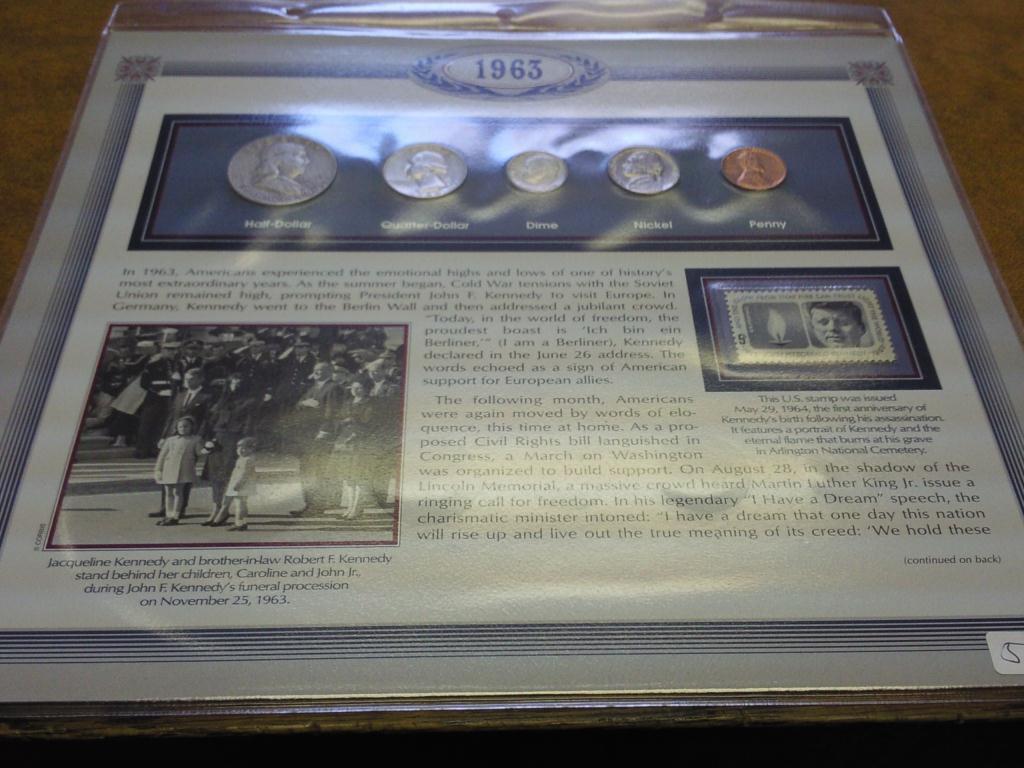 1963
Half-Dollar
Quarter-Dollar
Dime
Nickel
Penny
In 1963, Americans experienced the emotional highs and lows of one of history's
most extraordinary years. As the summer began, Cold War tensions with the Soviet
Union remained high, prompting President John F. Kennedy to visit Europe. In
Germany, Kennedy went to the Berlin Wall and then addressed a jubilant crowd.
"Today, in the world of freedom, the
proudest boast is 'Ich bin ein
Berliner,'" (I am a Berliner), Kennedy
declared in the June 26 address. The
words echoed as a sign of American
support for European allies.
The following month, Americans
were again moved by words of elo-
quence, this time at home. As a pro-
posed Civil Rights bill languished in
Congress, a March on Washington
was organized to build support. On August 28, in the shadow of the
Lincoln Memorial, a massive crowd heard Martin Luther King Jr. issue a
ringing call for freedom. In his legendary "I Have a Dream" speech, the
charismatic minister intoned: "I have a dream that one day this nation
will rise up and live out the true meaning of its creed: 'We hold these
(continued on back)
This U.S. stamp was issued
May 29, 1964, the first anniversary of
Kennedy's birth following his assassination.
It features a portrait of Kennedy and the
eternal flame that burns at his grave
in Arlington National Cemetery.
© CORBIS
Jacqueline Kennedy and brother-in-law Robert F. Kennedy
stand behind her children, Caroline and John Jr.,
during John F. Kennedy's funeral procession
on November 25, 1963.